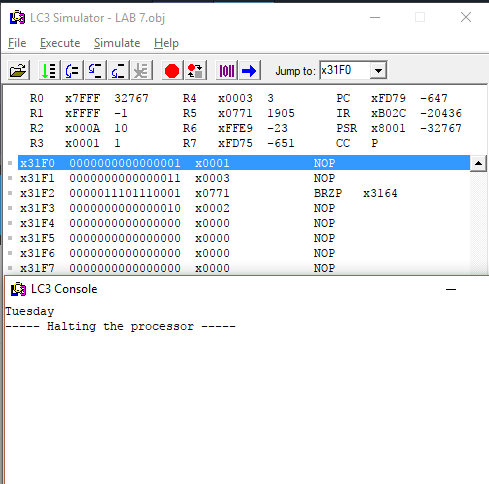 LC3 Simulator - LAB 7.obj
File Execute Simulate Help
Jump to: x31F0
R0 x7FFF 32767 R4 x0003 3 PC xFD79 -647
R1 xFFFF -1 R5 x0771 1905 IR xB02C -20436
R2 x000A 10 R6 xFFE9 -23 PSR x8001 -32767
R3 x0001 1 R7 xFD75 -651 CC P
x31F0 0000000000000001 x0001 NOP
x31F1 0000000000000011 x0003 NOP
x31F2 0000011101110001 x0771 BRZP x3164
x31F3 0000000000000010 x0002 NOP
x31F4 0000000000000000 x0000 NOP
x31F5 0000000000000000 x0000 NOP
x31F6 0000000000000000 x0000 NOP
x31F7 0000000000000000 x0000 NOP
LC3 Console
Tuesday
----- Halting the processor -----